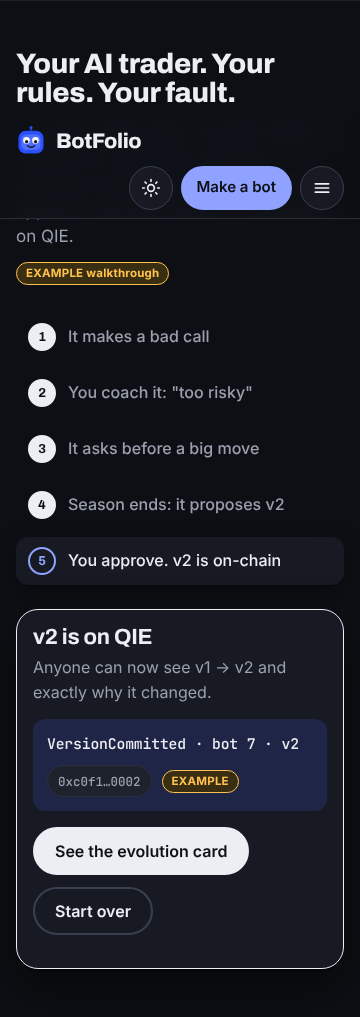 Your AI trader. Your
rules. Your fault.
BotFolio
Make a bot
on QIE.
EXAMPLE walkthrough
1 It makes a bad call
2 You coach it: "too risky"
3 It asks before a big move
4 Season ends: it proposes v2
5 You approve. v2 is on-chain
v2 is on QIE
Anyone can now see v1 → v2 and
exactly why it changed.
VersionCommitted · bot 7 · v2
0xc0f1…0002 EXAMPLE
See the evolution card
Start over